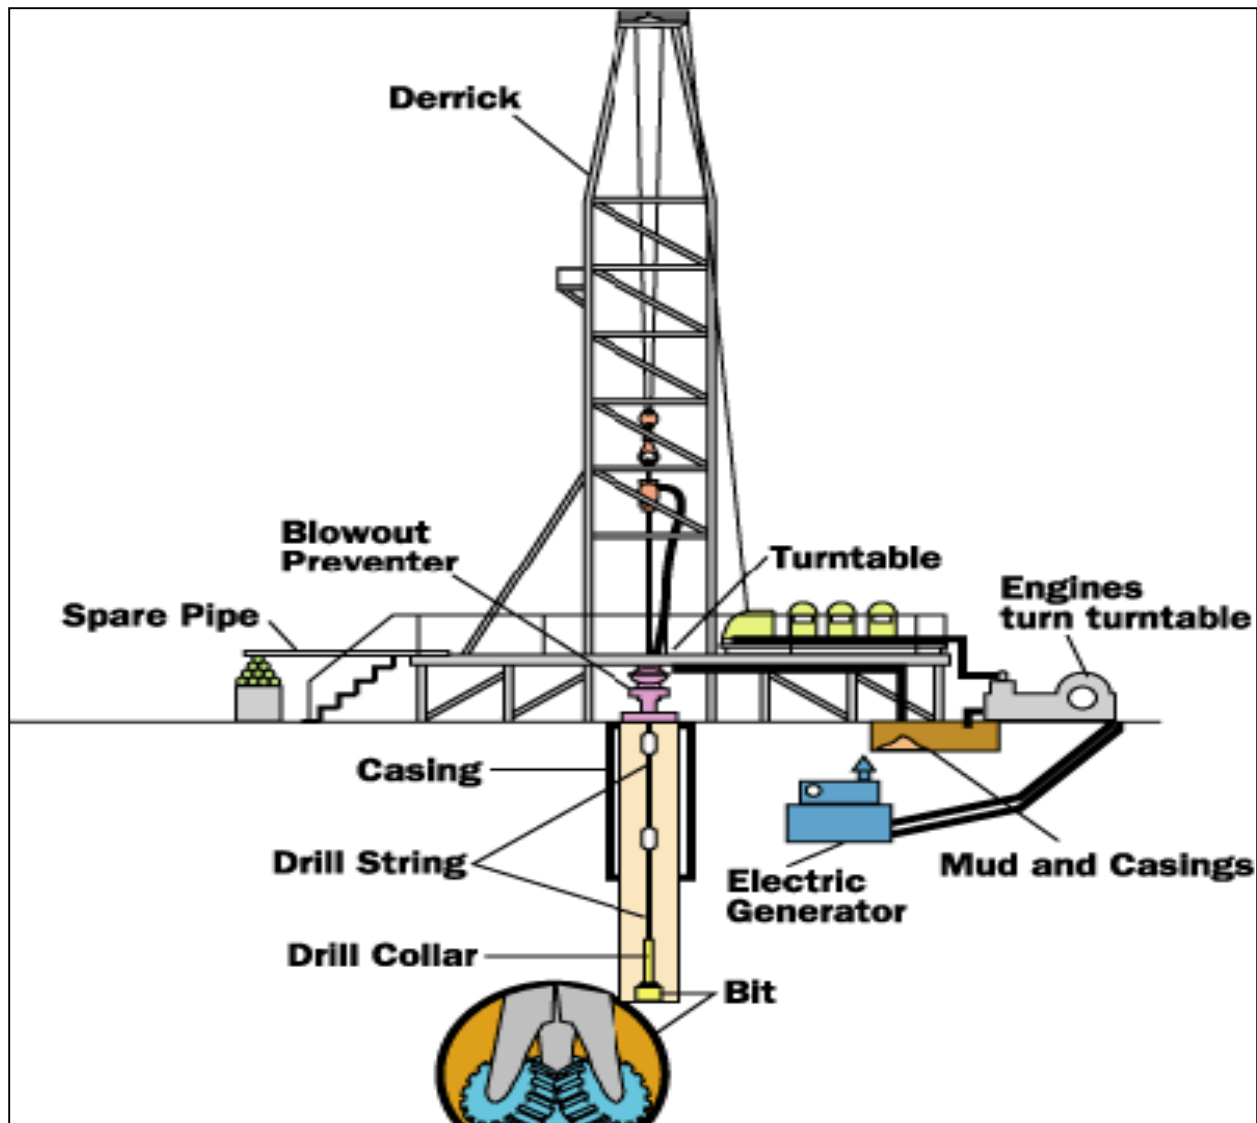 Derrick
Blowout
Preventer
Turntable
Engines
turn turntable
Spare Pipe
Casing
Drill String
Mud and Casings
Electric
Generator
Drill Collar
Bit